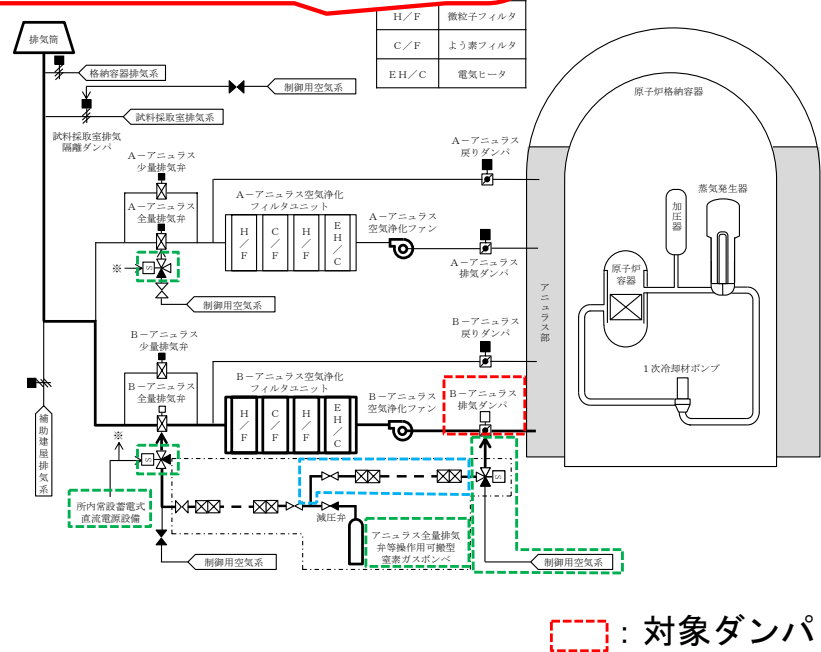 H/F 微粒子フィルタ
C/F よう素フィルタ
EH/C 電気ヒータ
排気筒
格納容器排気系
制御用空気系
試料採取室排気系
試料採取室排気
隔離ダンパ
A－アニュラス
少量排気弁
A－アニュラス
全量排気弁
A－アニュラス空気浄化
フィルタユニット
H/F
C/F
H/F
EH/C
A－アニュラス
空気浄化ファン
A－アニュラス
戻りダンパ
A－アニュラス
排気ダンパ
※
S
制御用空気系
原子炉格納容器
蒸気発生器
加圧器
原子炉
容器
1次冷却材ポンプ
アニュラス部
B－アニュラス
少量排気弁
B－アニュラス
全量排気弁
B－アニュラス空気浄化
フィルタユニット
H/F
C/F
H/F
EH/C
B－アニュラス
空気浄化ファン
B－アニュラス
戻りダンパ
B－アニュラス
排気ダンパ
補助建屋排気系
※
S
S
所内常設蓄電式
直流電源設備
減圧弁
アニュラス全量排気
弁等操作用可搬型
窒素ガスボンベ
制御用空気系
制御用空気系
：対象ダンパ